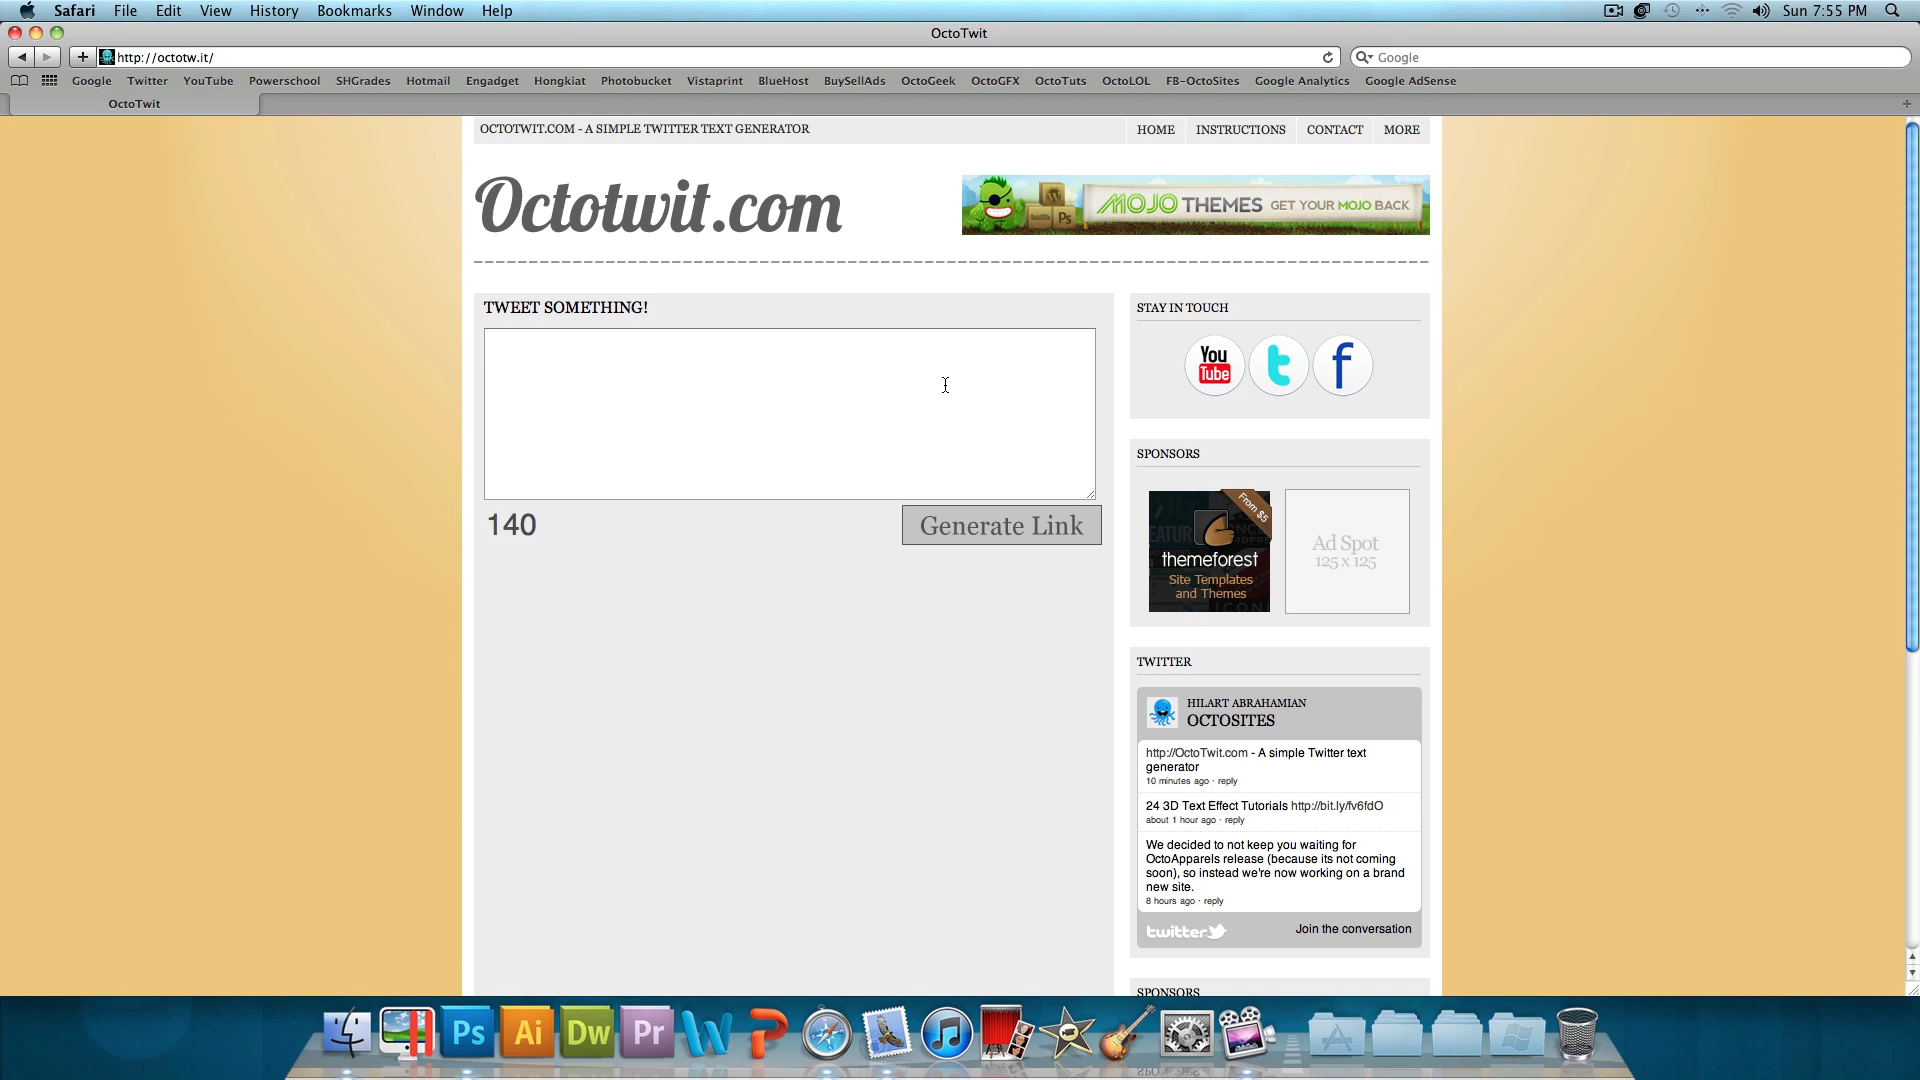 Safari File Edit View History Bookmarks Window Help Sun 7:55 PM
OctoTwit
http://octotw.it/ Google
Google Twitter YouTube Powerschool SHGrades Hotmail Engadget Hongkiat Photobucket Vistaprint BlueHost BuySellAds OctoGeek OctoGFX OctoTuts OctoLOL FB-OctoSites Google Analytics Google AdSense
OctoTwit
OCTOTWIT.COM - A SIMPLE TWITTER TEXT GENERATOR HOME INSTRUCTIONS CONTACT MORE
Octotwit.com
Ps MOJO THEMES GET YOUR MOJO BACK
TWEET SOMETHING!
140 Generate Link
STAY IN TOUCH
You
Tube t f
SPONSORS
From $5
themeforest
Site Templates
and Themes
Ad Spot
125 x 125
TWITTER
HILART ABRAHAMIAN
OCTOSITES
http://OctoTwit.com - A simple Twitter text
generator
10 minutes ago · reply
24 3D Text Effect Tutorials http://bit.ly/fv6fdO
about 1 hour ago · reply
We decided to not keep you waiting for
OctoApparels release (because its not coming
soon), so instead we're now working on a brand
new site.
8 hours ago · reply
twitter Join the conversation
SPONSORS
Ps Ai Dw Pr W P